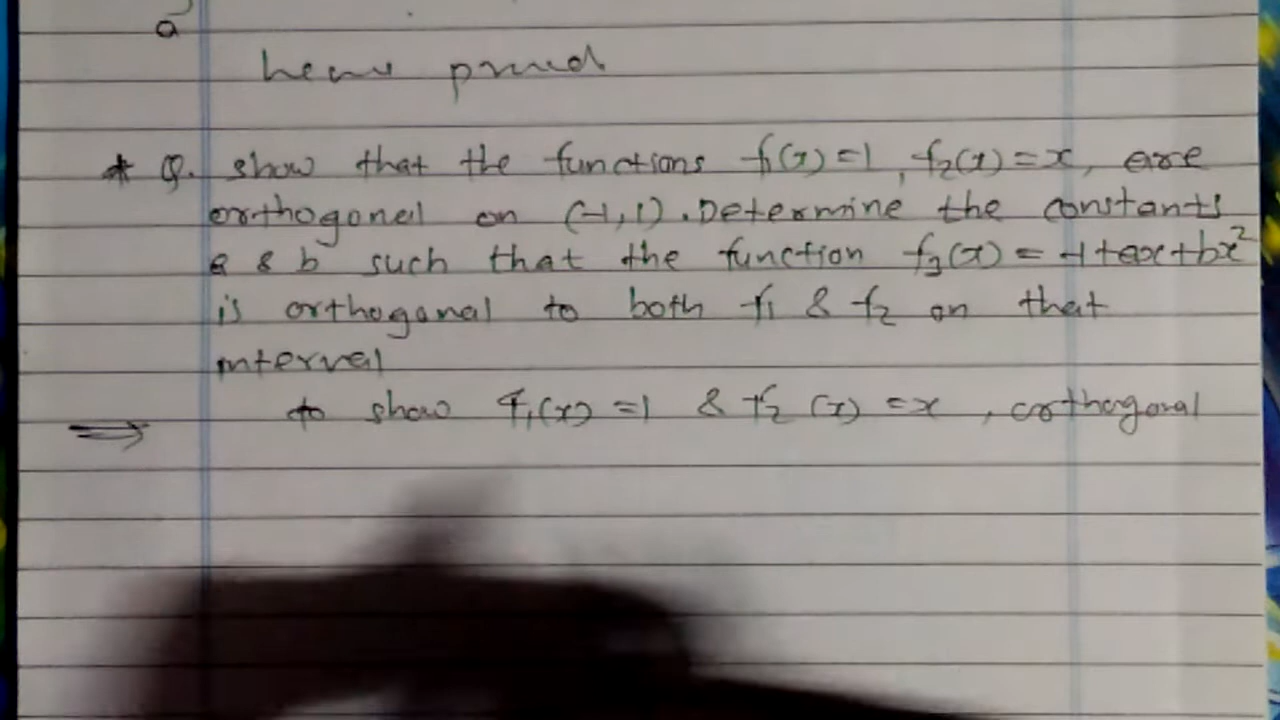 a
hence proved
* Q. show that the functions f₁(x) = 1, f₂(x) = x, are
orthogonal on (-1,1). Determine the constants
a & b such that the function f₃(x) = -1+ax+bx²
is orthogonal to both f₁ & f₂ on that
interval
⇒ to show f₁(x) = 1 & f₂(x) = x, orthogonal